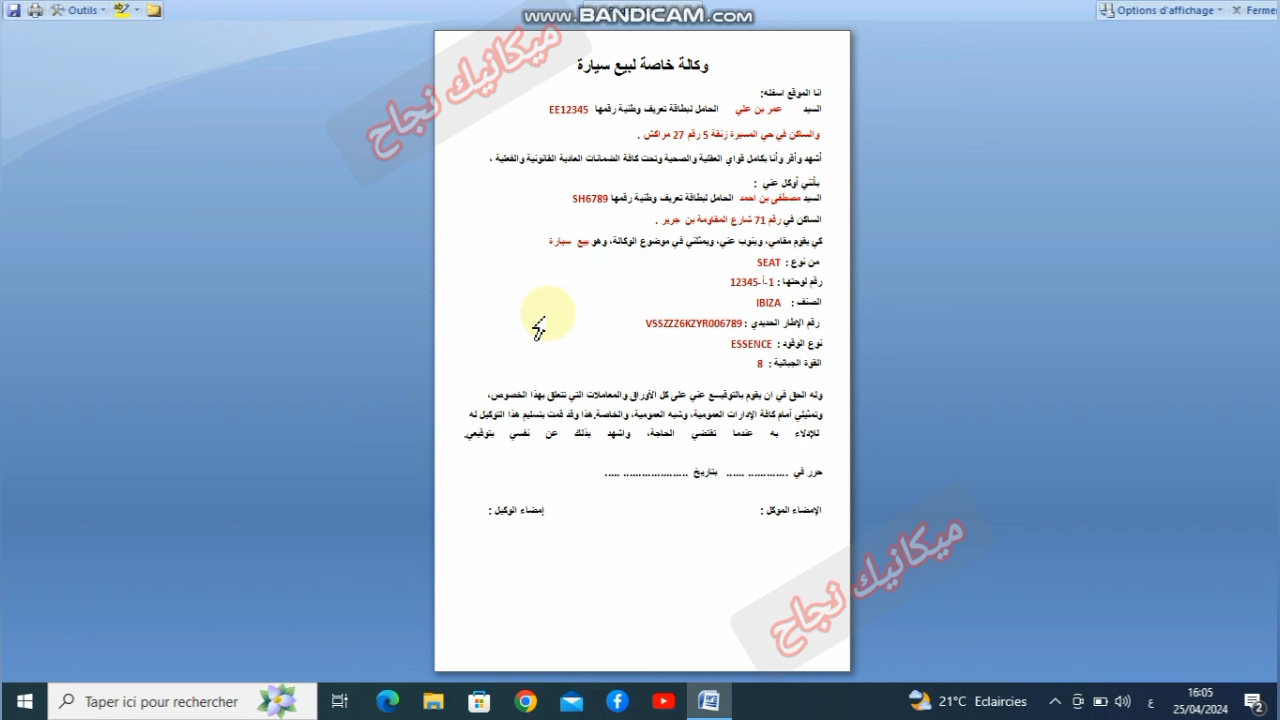 Outils
www.BANDICAM.com
Options d'affichage
Ferme
ميكانيك نجاح
وكالة خاصة لبيع سيارة
انا الموقع اسفله:
السيد عمر بن علي الحامل لبطاقة تعريف وطنية رقمها EE12345
والساكن في حي المسيرة زنقة 5 رقم 27 مراكش .
أشهد وأقر وأنا بكامل قواي العقلية والصحية وتحت كافة الضمانات العادية القانونية والفعلية ،
بأنني أوكل عني :
السيد مصطفى بن احمد الحامل لبطاقة تعريف وطنية رقمها SH6789
الساكن في رقم 71 شارع المقاومة بن جرير .
كي يقوم مقامي، وينوب عني، ويمثلني في موضوع الوكالة، وهو بيع سيارة
من نوع : SEAT
رقم لوحتها : 1-أ-12345
الصنف : IBIZA
رقم الإطار الحديدي : VSSZZZ6KZYR006789
نوع الوقود : ESSENCE
القوة الجبائية : 8
وله الحق في ان يقوم بالتوقيع عني على كل الأوراق والمعاملات التي تتعلق بهذا الخصوص،
وتمثيلي أمام كافة الإدارات العمومية، وشبه العمومية، والخاصة.هذا وقد قمت بتسليم هذا التوكيل له
للإدلاء به عندما تقتضي الحاجة، واشهد بذلك عن نفسي بتوقيعي.
حرر في ............. ...... بتاريخ ..................... .....
الإمضاء الموكل : إمضاء الوكيل :
ميكانيك نجاح
Taper ici pour rechercher
21°C Eclaircies
ع
16:05
25/04/2024
2